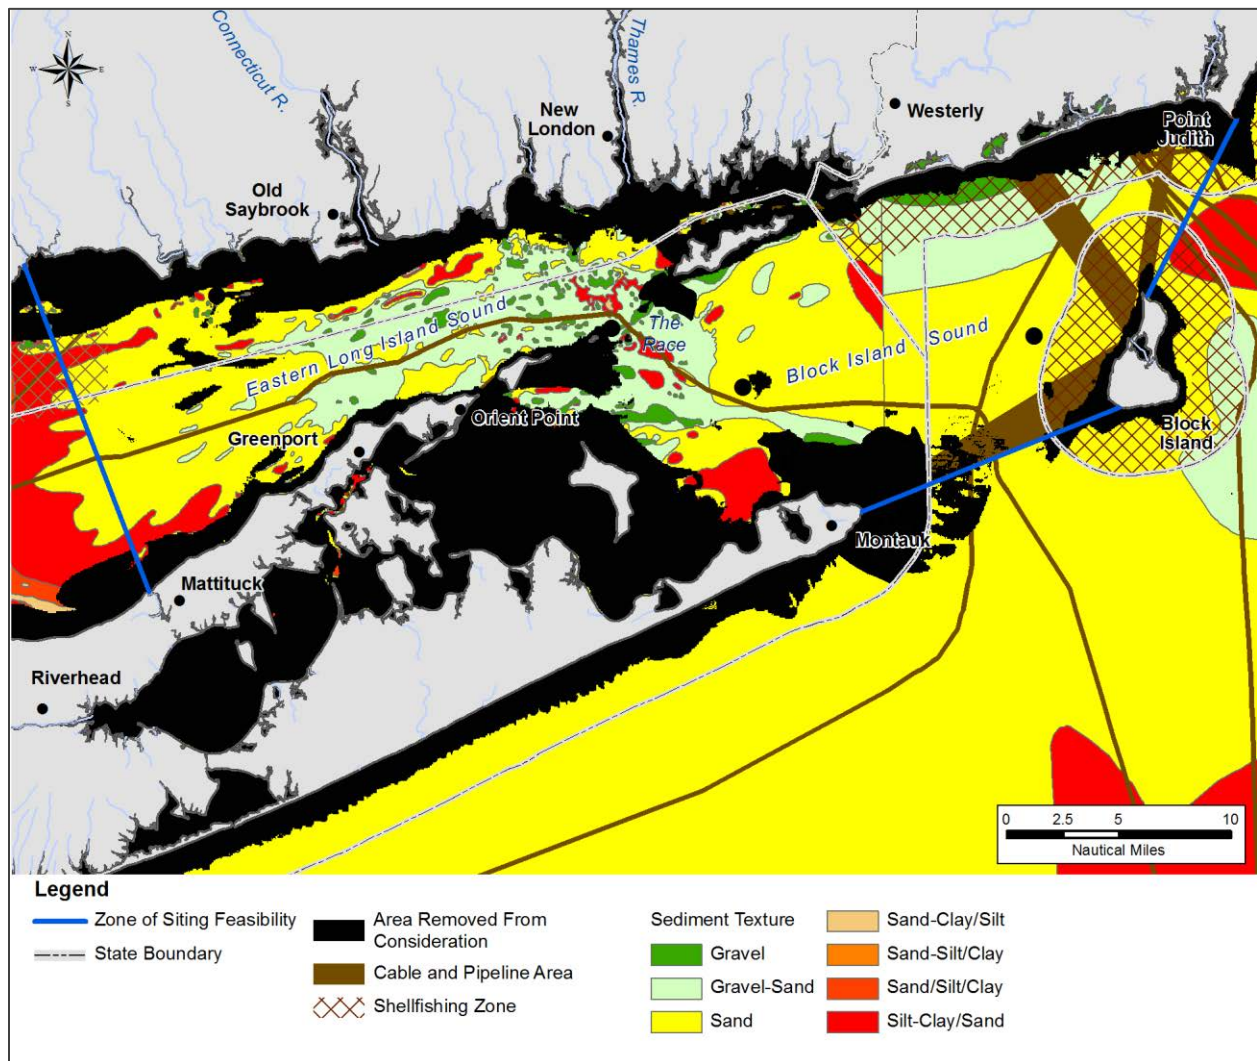 N
W
E
S
Connecticut R.
Thames R.
New
London
Westerly
Point
Judith
Old
Saybrook
Eastern Long Island Sound
The
Race
Block Island Sound
Orient Point
Greenport
Block
Island
Montauk
Mattituck
Riverhead
0 2.5 5 10
Nautical Miles
Legend
Zone of Siting Feasibility
State Boundary
Area Removed From
Consideration
Cable and Pipeline Area
Shellfishing Zone
Sediment Texture
Gravel
Gravel-Sand
Sand
Sand-Clay/Silt
Sand-Silt/Clay
Sand/Silt/Clay
Silt-Clay/Sand